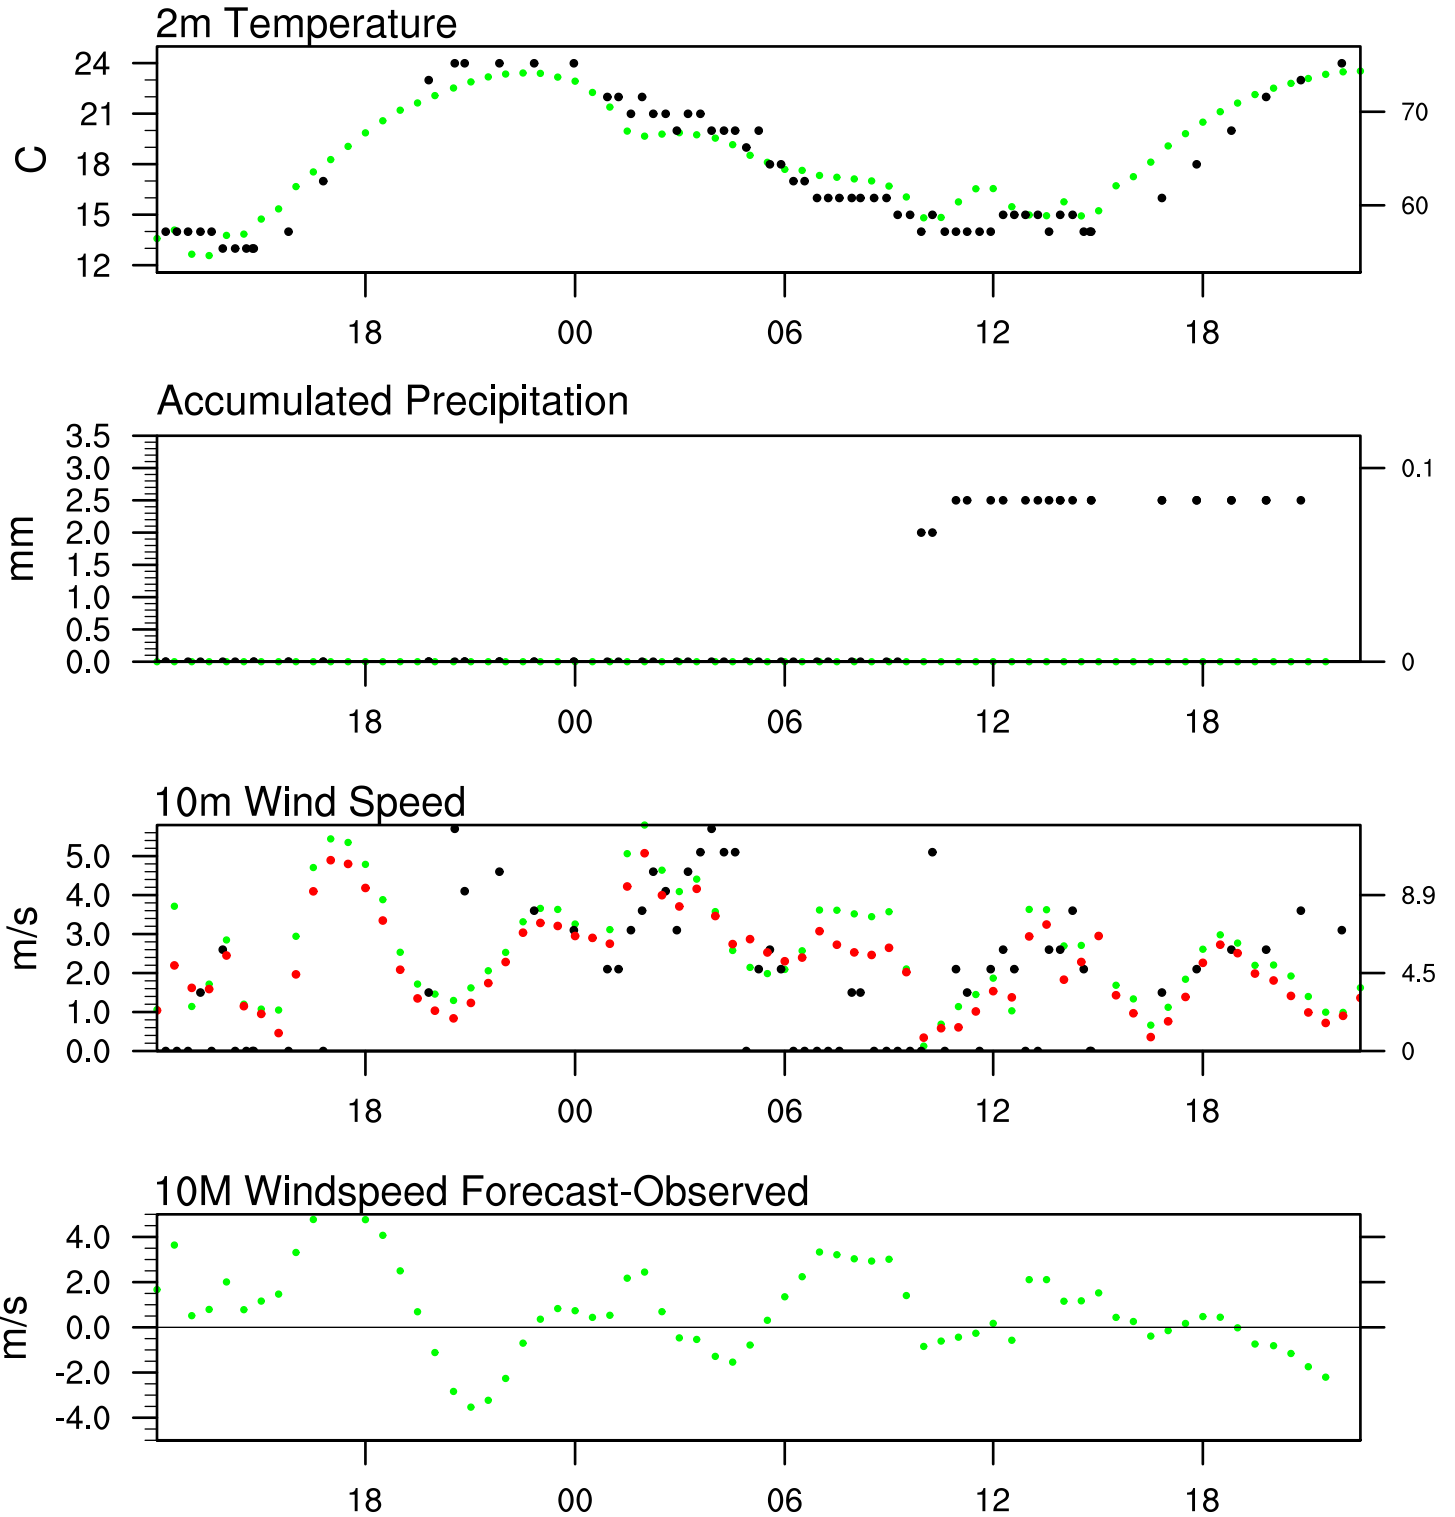 2m Temperature
24
21
18
15
12
C
70
60
18 00 06 12 18
Accumulated Precipitation
3.5
3.0
2.5
2.0
1.5
1.0
0.5
0.0
mm
0.1
0
18 00 06 12 18
10m Wind Speed
5.0
4.0
3.0
2.0
1.0
0.0
m/s
8.9
4.5
0
18 00 06 12 18
10M Windspeed Forecast-Observed
4.0
2.0
0.0
-2.0
-4.0
m/s
18 00 06 12 18